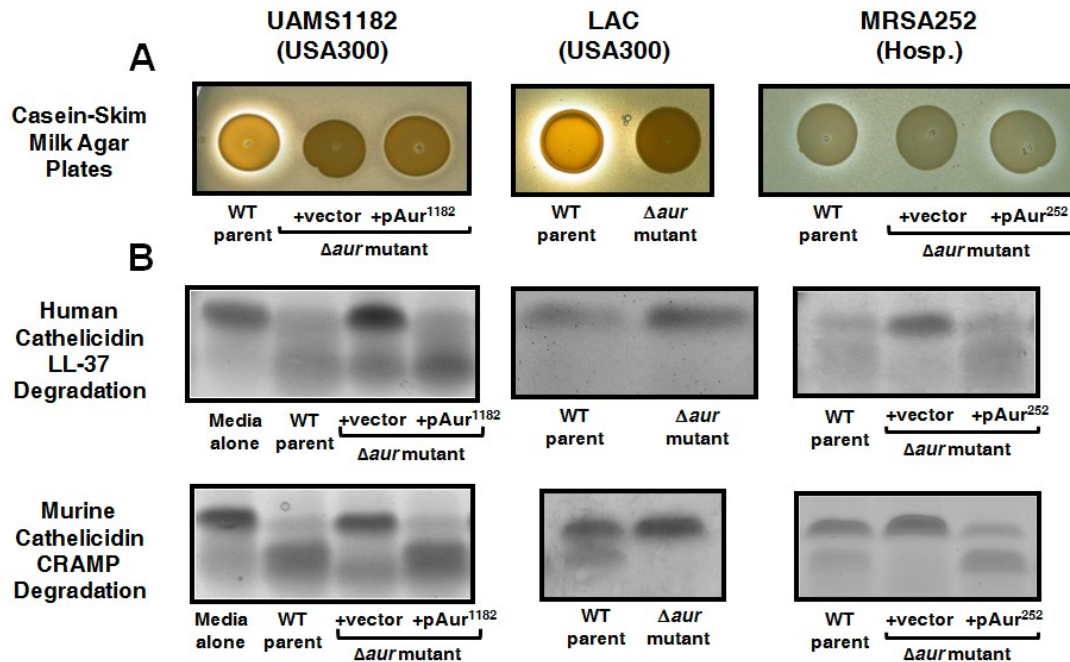 UAMS1182
(USA300)
LAC
(USA300)
MRSA252
(Hosp.)
A
Casein-Skim
Milk Agar
Plates
WT
parent
+vector +pAur¹¹⁸²
Δaur mutant
WT
parent
Δaur
mutant
WT
parent
+vector +pAur²⁵²
Δaur mutant
B
Human
Cathelicidin
LL-37
Degradation
Media
alone
WT
parent
+vector +pAur¹¹⁸²
Δaur mutant
WT
parent
Δaur
mutant
WT
parent
+vector +pAur²⁵²
Δaur mutant
Murine
Cathelicidin
CRAMP
Degradation
Media
alone
WT
parent
+vector +pAur¹¹⁸²
Δaur mutant
WT
parent
Δaur
mutant
WT
parent
+vector +pAur²⁵²
Δaur mutant